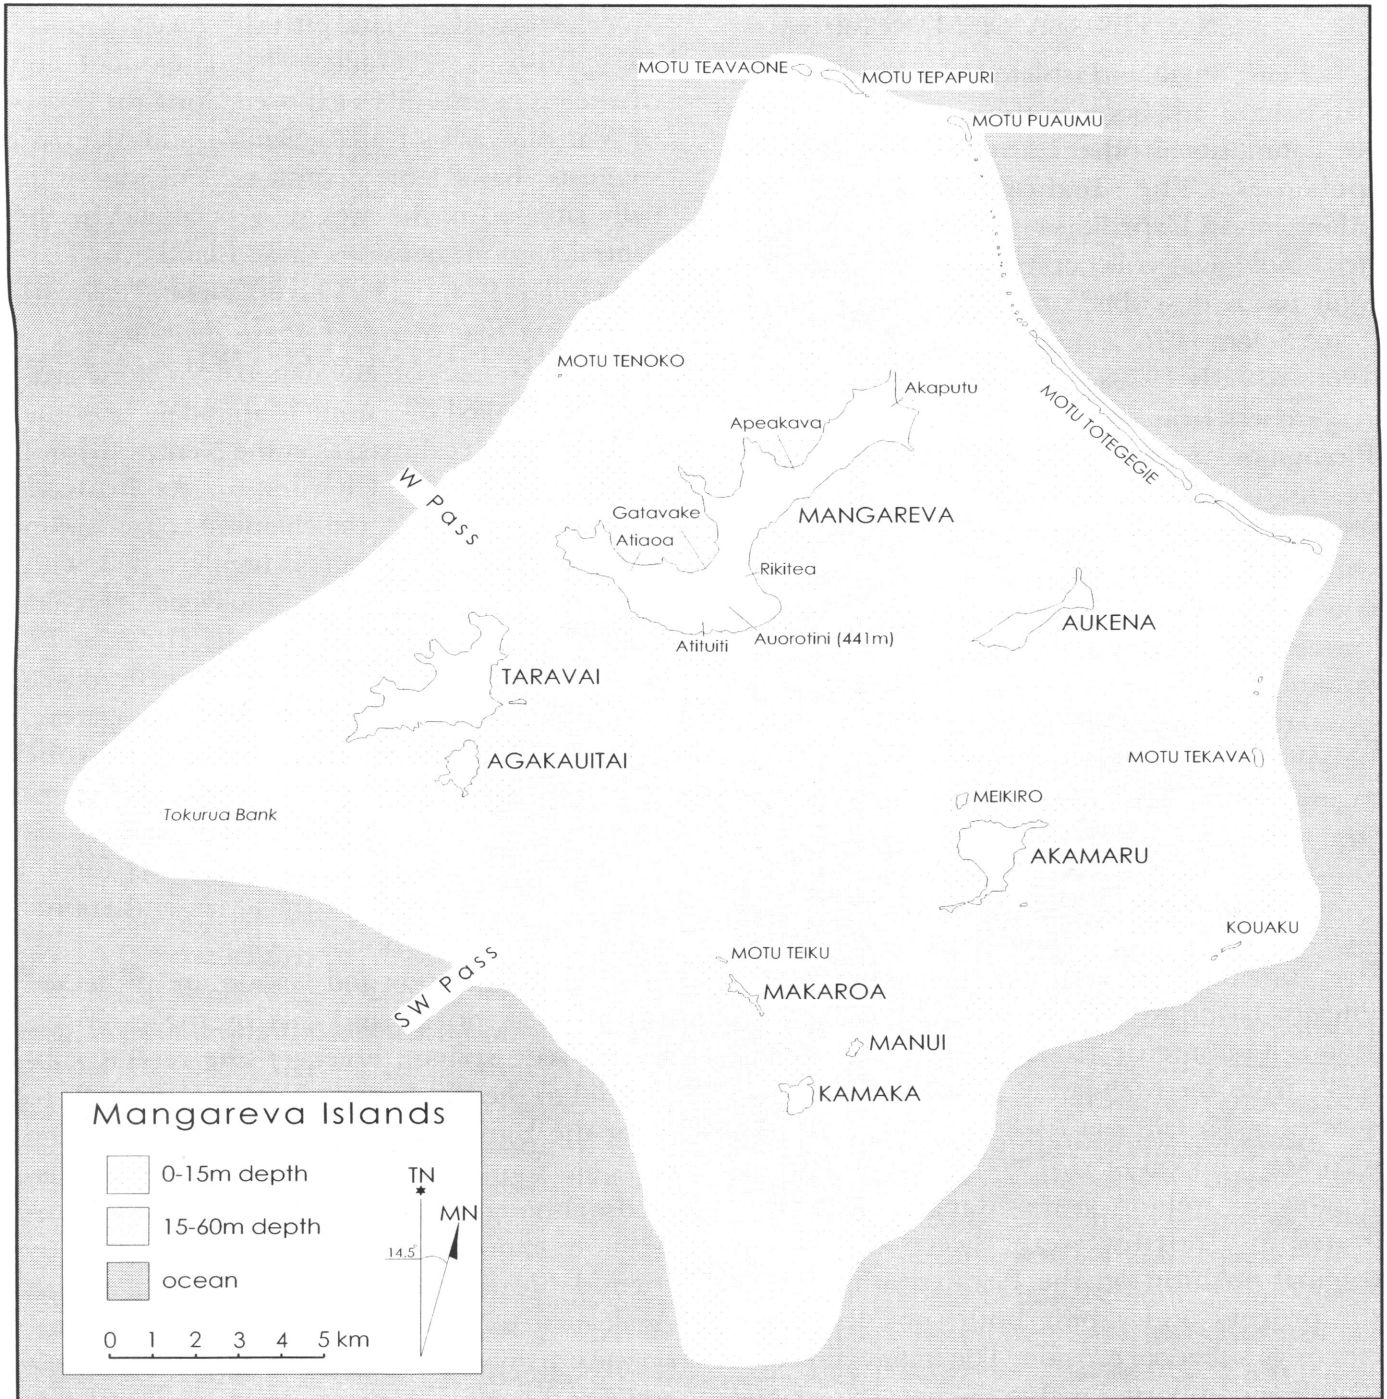 MOTU TEAVAONE
MOTU TEPAPURI
MOTU PUAUMU
MOTU TENOKO
Akaputu
Apeakava
MOTU TOTEGEGIE
W Pass
Gatavake
MANGAREVA
Atiaoa
Rikitea
AUKENA
Atituiti
Auorotini (441m)
TARAVAI
AGAKAUITAI
MOTU TEKAVA
MEIKIRO
Tokurua Bank
AKAMARU
KOUAKU
SW Pass
MOTU TEIKU
MAKAROA
MANUI
KAMAKA
Mangareva Islands
0-15m depth
15-60m depth
ocean
TN
MN
14.5°
0 1 2 3 4 5 km